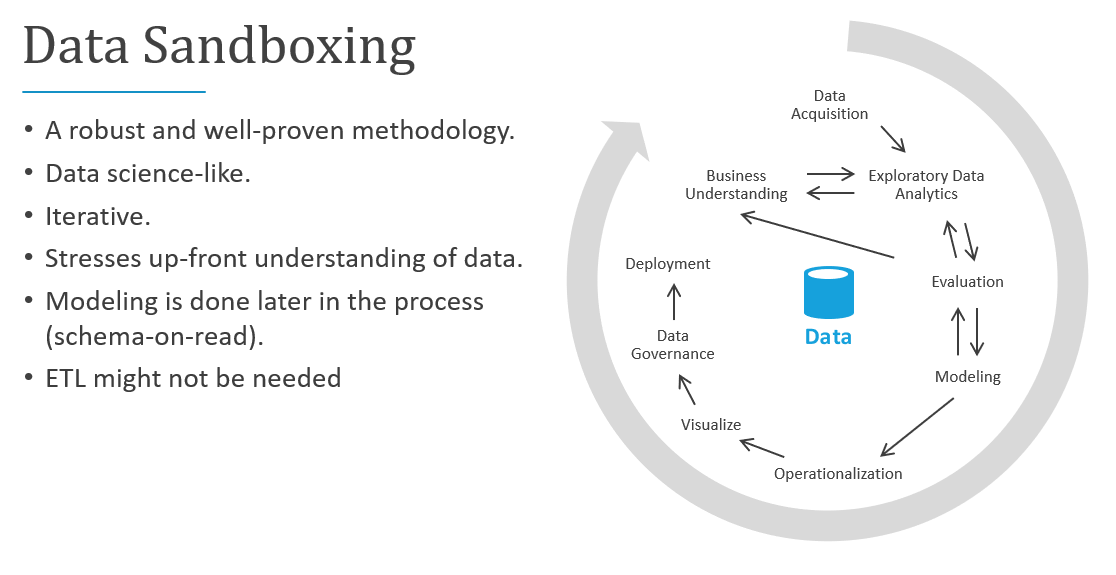 Data Sandboxing
• A robust and well-proven methodology.
• Data science-like.
• Iterative.
• Stresses up-front understanding of data.
• Modeling is done later in the process
(schema-on-read).
• ETL might not be needed
Data
Acquisition
Business
Understanding
Exploratory Data
Analytics
Deployment
Evaluation
Data
Data
Governance
Modeling
Visualize
Operationalization